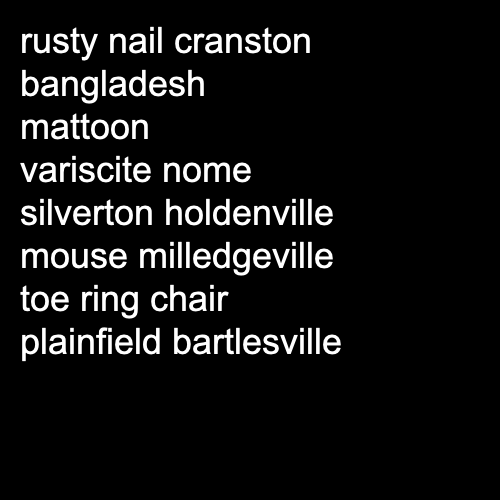 rusty nail cranston
bangladesh
mattoon
variscite nome
silverton holdenville
mouse milledgeville
toe ring chair
plainfield bartlesville